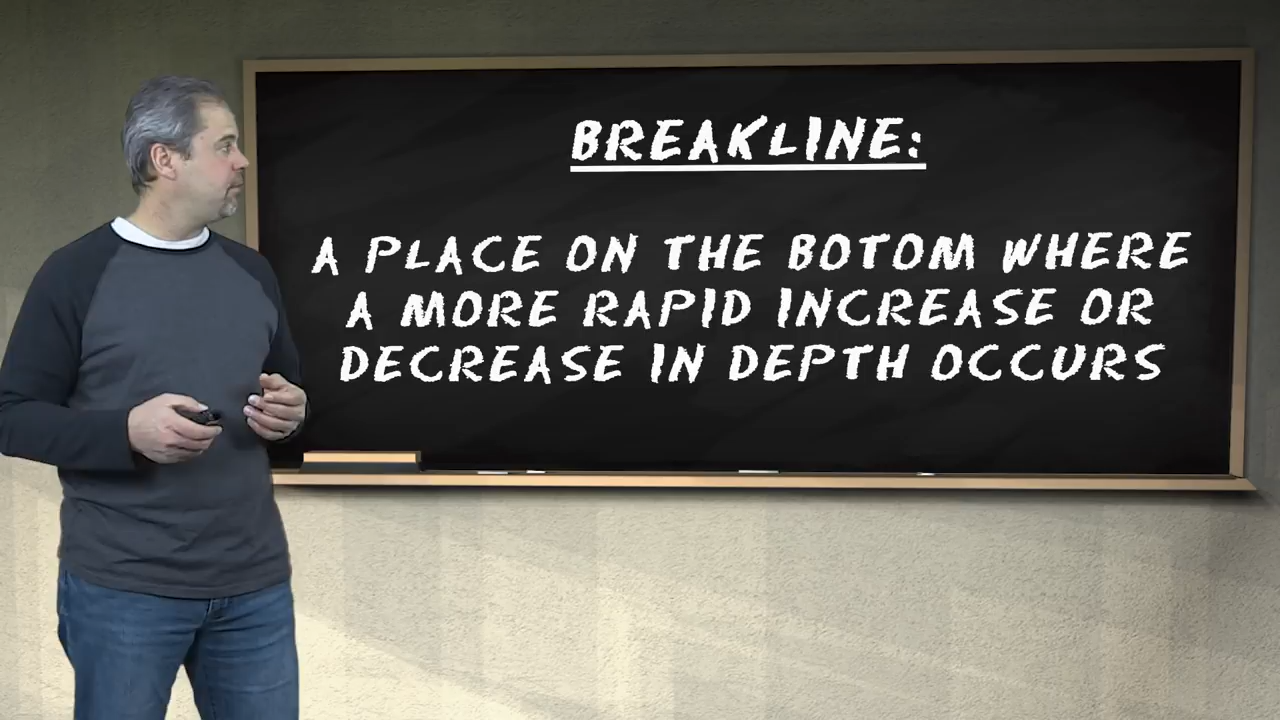 BREAKLINE:
A PLACE ON THE BOTOM WHERE
A MORE RAPID INCREASE OR
DECREASE IN DEPTH OCCURS